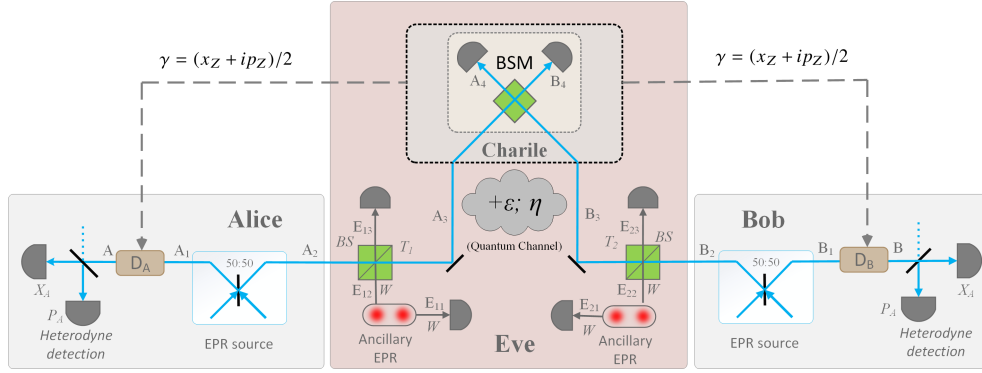 γ = (x_Z + ip_Z)/2
γ = (x_Z + ip_Z)/2
BSM
A₄
B₄
Charile
Alice
Bob
+ε; η
(Quantum Channel)
A₃
B₃
E₁₃
E₂₃
BS
T₁
T₂
BS
A
D_A
A₁
50:50
A₂
B₂
50:50
B₁
D_B
B
X_A
P_A
Heterodyne
detection
EPR source
E₁₂
W
E₁₁
W
Ancillary
EPR
Eve
E₂₁
W
E₂₂
W
Ancillary
EPR
EPR source
X_A
P_A
Heterodyne
detection